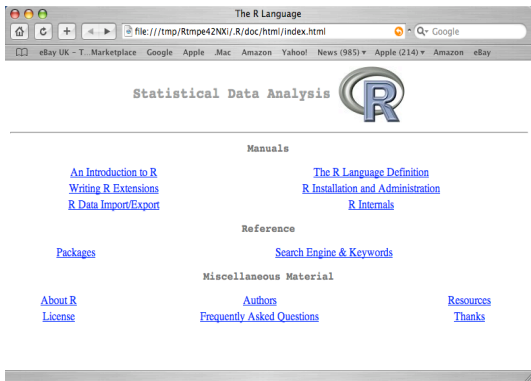 The R Language
file:///tmp/Rtmpe42NXi/.R/doc/html/index.html
Google
eBay UK - T...Marketplace Google Apple .Mac Amazon Yahoo! News (985) Apple (214) Amazon eBay
Statistical Data Analysis R
Manuals
An Introduction to R The R Language Definition
Writing R Extensions R Installation and Administration
R Data Import/Export R Internals
Reference
Packages Search Engine & Keywords
Miscellaneous Material
About R Authors Resources
License Frequently Asked Questions Thanks